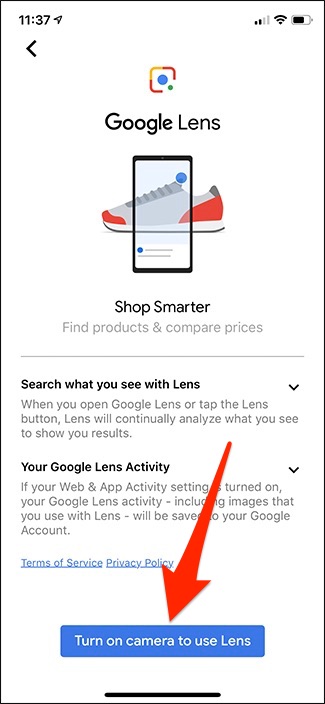 11:37
Google Lens
Shop Smarter
Find products & compare prices
Search what you see with Lens
When you open Google Lens or tap the Lens
button, Lens will continually analyze what you see
to show you results.
Your Google Lens Activity
If your Web & App Activity setting is turned on,
your Google Lens activity - including images that
you use with Lens - will be saved to your Google
Account.
Terms of Service Privacy Policy
Turn on camera to use Lens